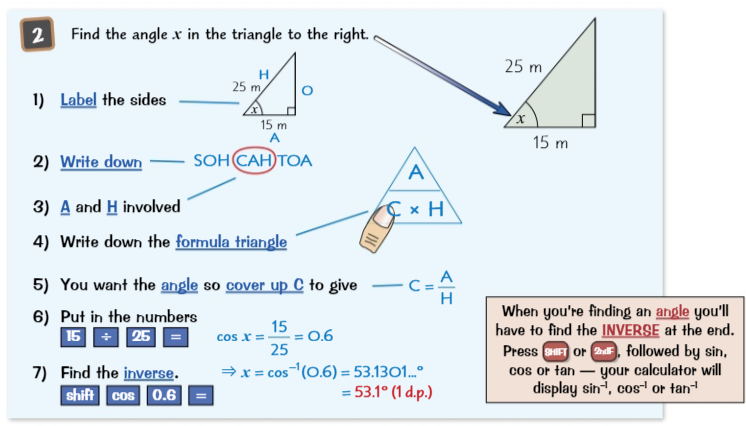 2 Find the angle x in the triangle to the right.
25 m
x
15 m
1) Label the sides
H
25 m
O
x
15 m
A
2) Write down
SOH CAH TOA
3) A and H involved
A
C × H
4) Write down the formula triangle
5) You want the angle so cover up C to give
C = A/H
6) Put in the numbers
15 ÷ 25 =
cos x = 15/25 = 0.6
7) Find the inverse.
shift cos 0.6 =
⇒ x = cos⁻¹(0.6) = 53.1301...°
= 53.1° (1 d.p.)
When you're finding an angle you'll
have to find the INVERSE at the end.
Press SHIFT or 2ndF, followed by sin,
cos or tan — your calculator will
display sin⁻¹, cos⁻¹ or tan⁻¹